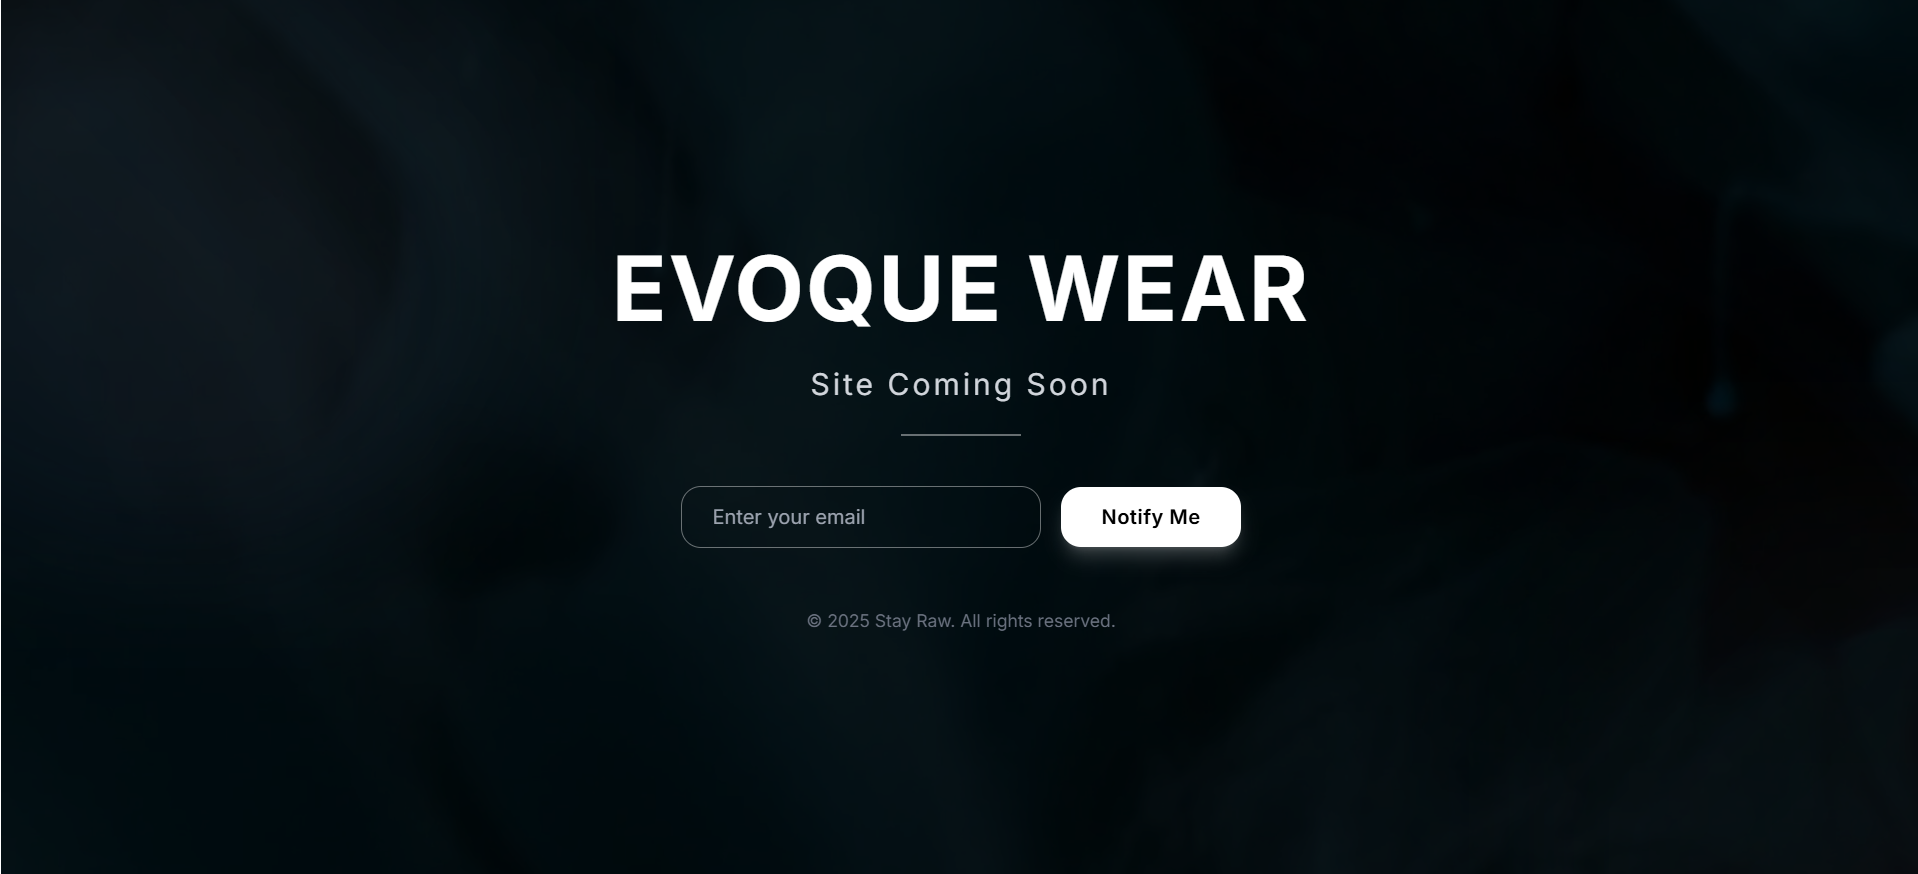 EVOQUE WEAR
Site Coming Soon
Enter your email
Notify Me
© 2025 Stay Raw. All rights reserved.